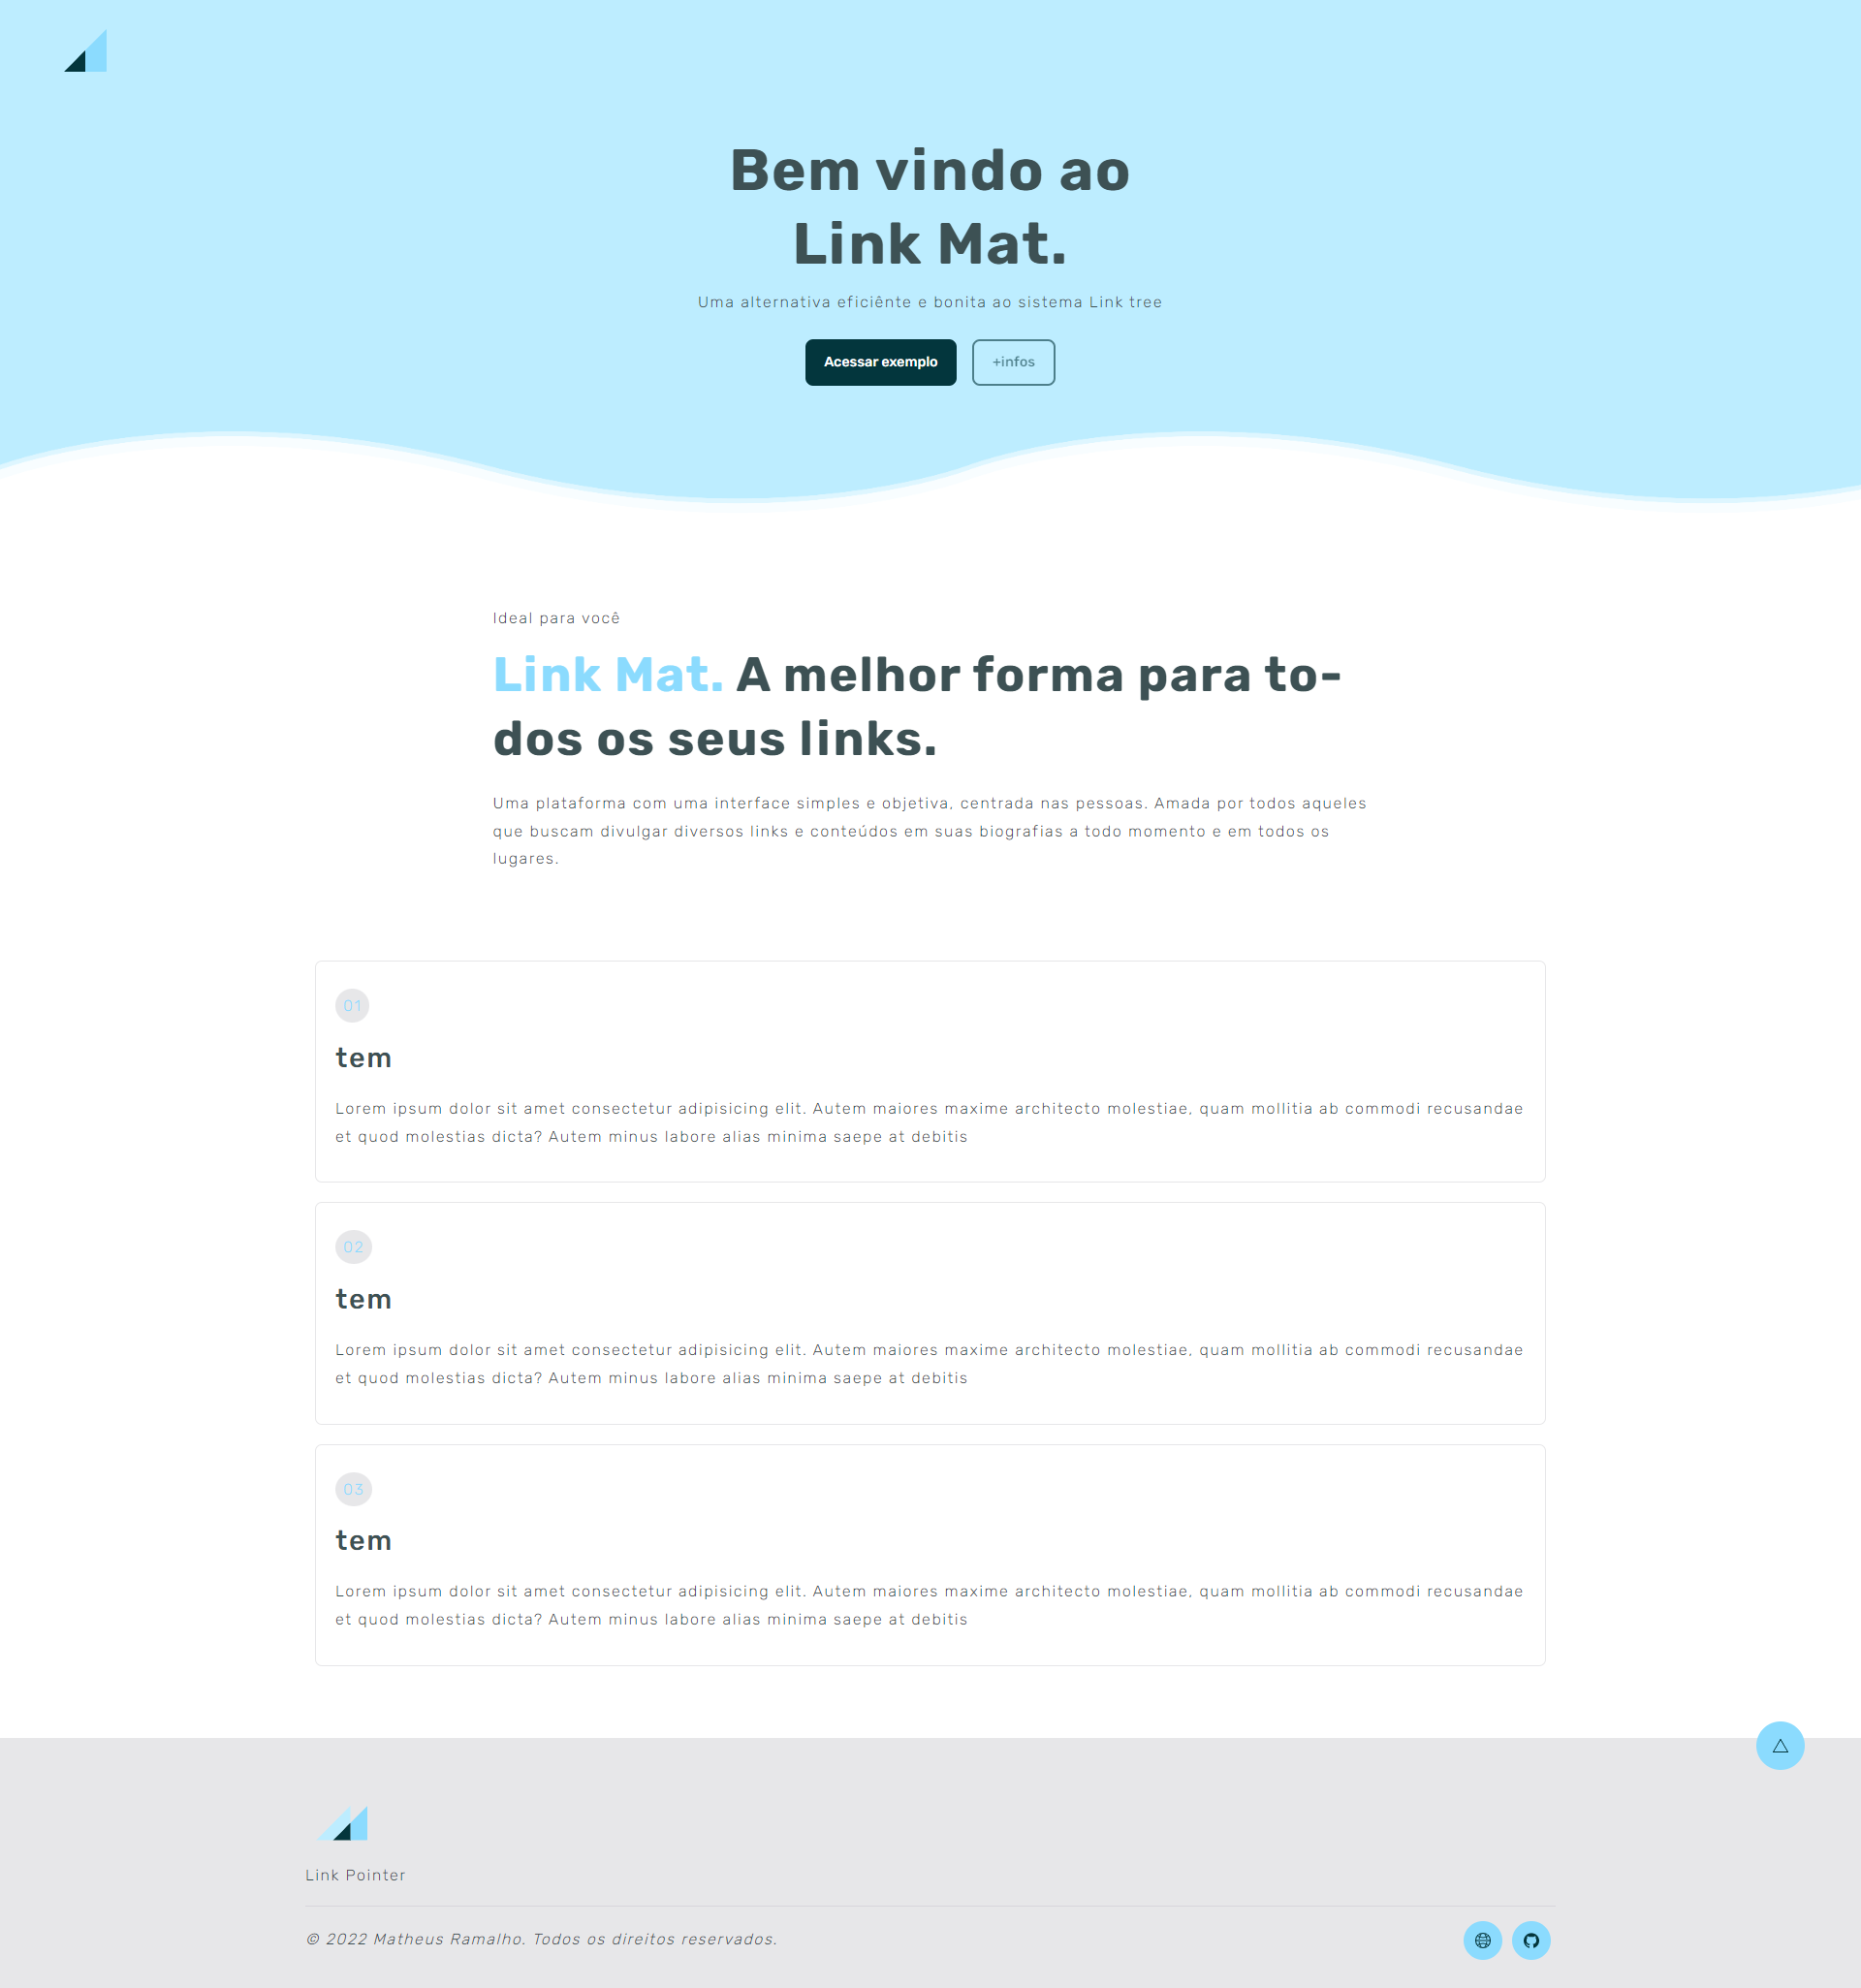 Bem vindo ao
Link Mat.
Uma alternativa eficiênte e bonita ao sistema Link tree
Acessar exemplo
+infos
Ideal para você
Link Mat. A melhor forma para to-
dos os seus links.
Uma plataforma com uma interface simples e objetiva, centrada nas pessoas. Amada por todos aqueles
que buscam divulgar diversos links e conteúdos em suas biografias a todo momento e em todos os
lugares.
01
tem
Lorem ipsum dolor sit amet consectetur adipisicing elit. Autem maiores maxime architecto molestiae, quam mollitia ab commodi recusandae
et quod molestias dicta? Autem minus labore alias minima saepe at debitis
02
tem
Lorem ipsum dolor sit amet consectetur adipisicing elit. Autem maiores maxime architecto molestiae, quam mollitia ab commodi recusandae
et quod molestias dicta? Autem minus labore alias minima saepe at debitis
03
tem
Lorem ipsum dolor sit amet consectetur adipisicing elit. Autem maiores maxime architecto molestiae, quam mollitia ab commodi recusandae
et quod molestias dicta? Autem minus labore alias minima saepe at debitis
Link Pointer
© 2022 Matheus Ramalho. Todos os direitos reservados.